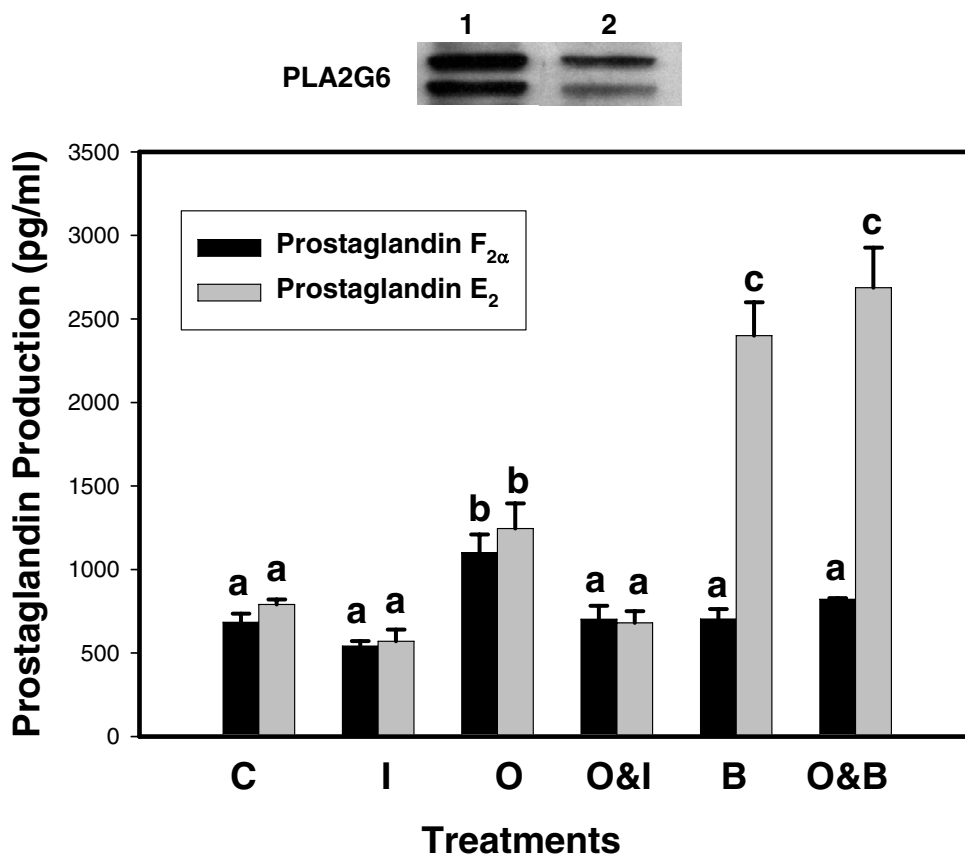 1 2
PLA2G6
Prostaglandin Production (pg/ml)
3500
3000
2500
2000
1500
1000
500
0
Prostaglandin F2α
Prostaglandin E2
a a a a b b a a a c a c
C I O O&I B O&B
Treatments